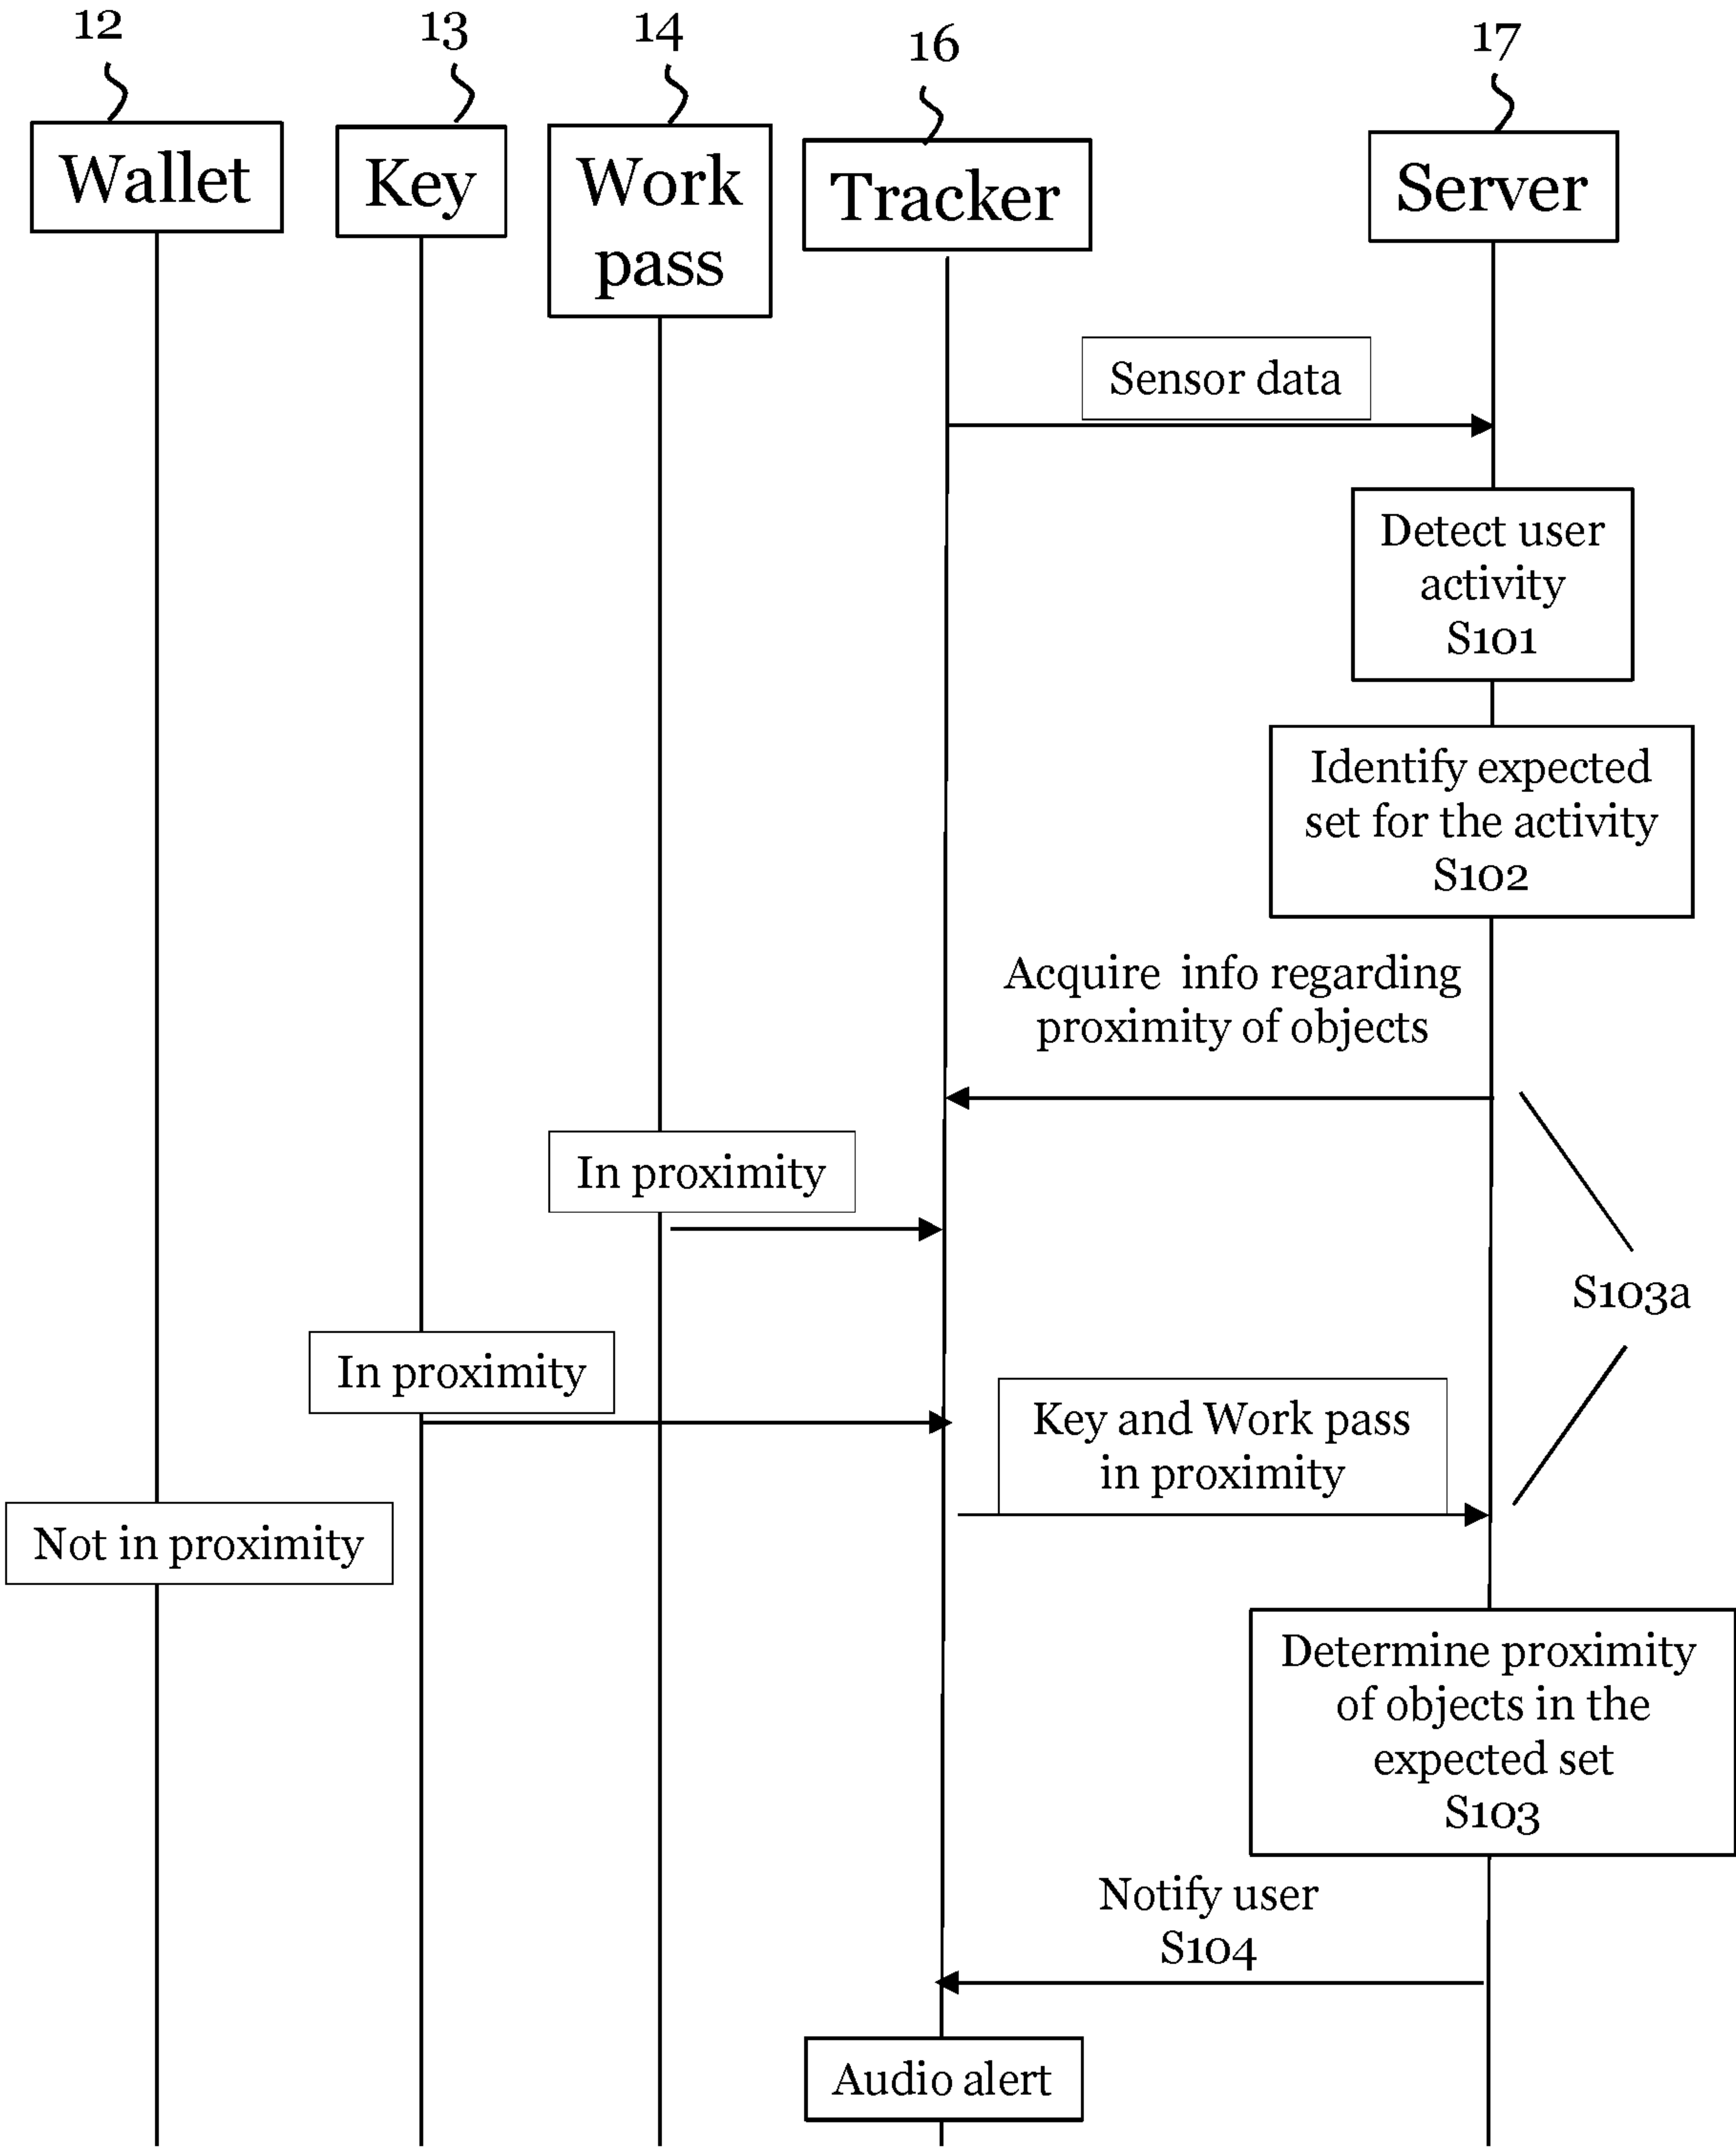 12
13
14
16
17
Wallet
Key
Work
pass
Tracker
Server
Sensor data
Detect user
activity
S101
Identify expected
set for the activity
S102
Acquire info regarding
proximity of objects
In proximity
S103a
In proximity
Key and Work pass
in proximity
Not in proximity
Determine proximity
of objects in the
expected set
S103
Notify user
S104
Audio alert